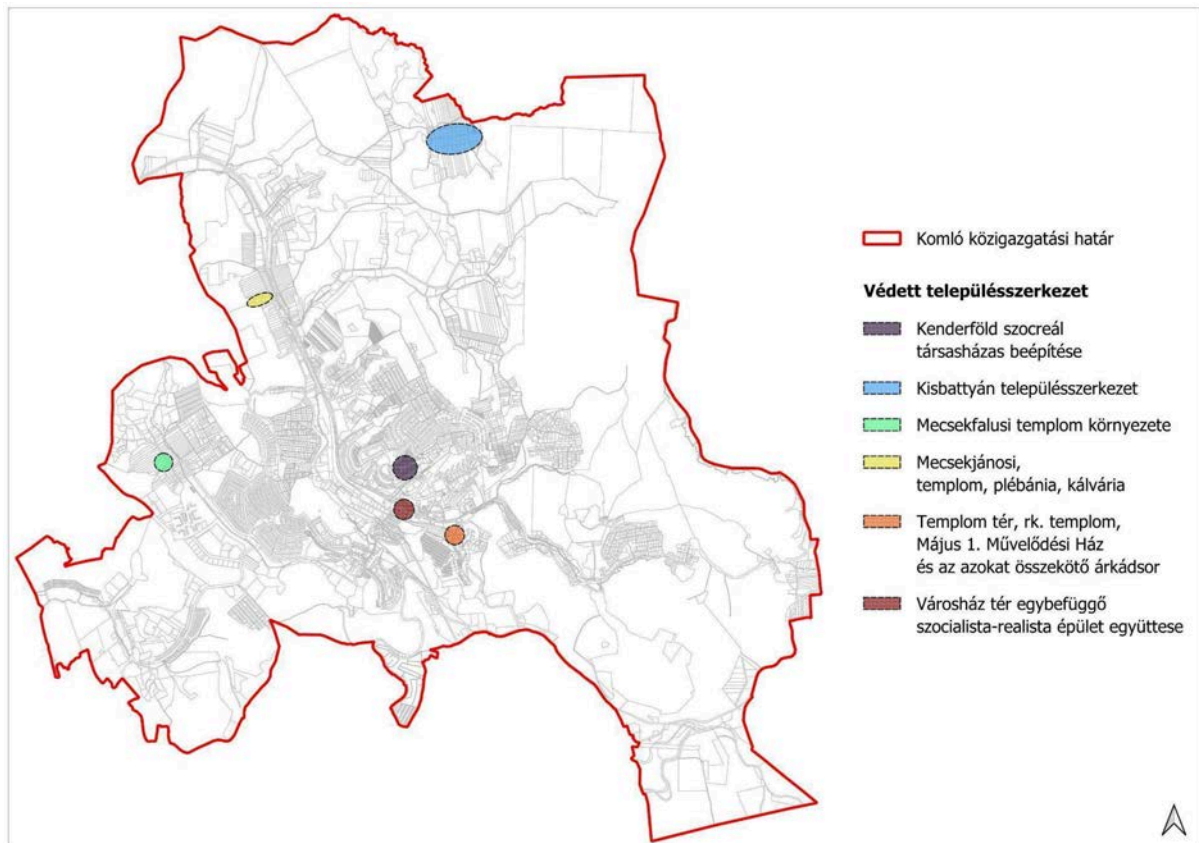 Komló közigazgatási határ
Védett településszerkezet
Kenderföld szocreál
társasházas beépítése
Kisbattyán településszerkezet
Mecsekfalusi templom környezete
Mecsekjánosi,
templom, plébánia, kálvária
Templom tér, rk. templom,
Május 1. Művelődési Ház
és az azokat összekötő árkádsor
Városház tér egybefüggő
szocialista-realista épület együttese